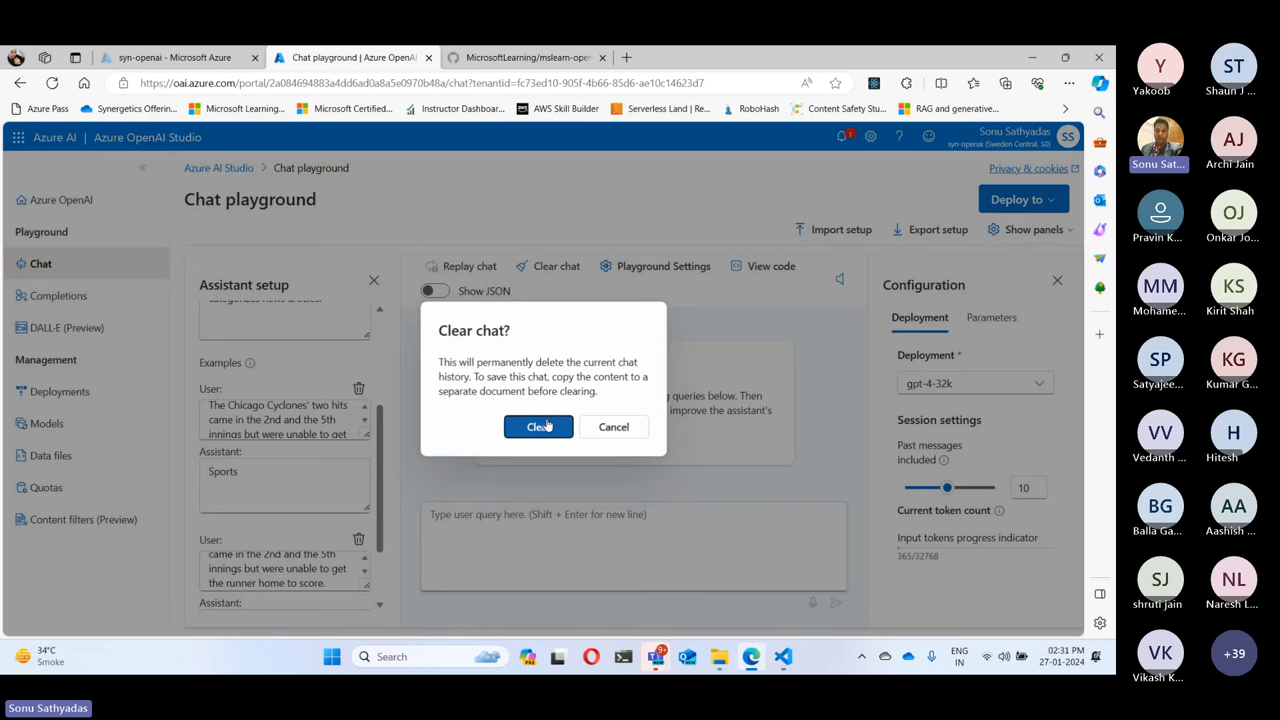 syn-openai - Microsoft Azure
Chat playground | Azure OpenAI
MicrosoftLearning/mslearn-open
https://oai.azure.com/portal/2a084694883a4dd6ad0a8a5e0970b48a/chat?tenantid=fc73ed10-905f-4b66-85d6-ae10c14623d7
Azure Pass
Synergetics Offering...
Microsoft Learning...
Microsoft Certified...
Instructor Dashboar...
AWS Skill Builder
Serverless Land | Re...
RoboHash
Content Safety Stu...
RAG and generative...
Azure AI | Azure OpenAI Studio
1
Sonu Sathyadas
syn-openai (Sweden Central, S0)
SS
Azure OpenAI
Playground
Chat
Completions
DALL-E (Preview)
Management
Deployments
Models
Data files
Quotas
Content filters (Preview)
Azure AI Studio > Chat playground
Privacy & cookies
Chat playground
Deploy to
Import setup
Export setup
Show panels
Assistant setup
categorized news articles.
Examples
User:
The Chicago Cyclones' two hits
came in the 2nd and the 5th
innings but were unable to get
Assistant:
Sports
User:
came in the 2nd and the 5th
innings but were unable to get
the runner home to score.
Assistant:
Replay chat
Clear chat
Playground Settings
View code
Show JSON
Clear chat?
This will permanently delete the current chat
history. To save this chat, copy the content to a
separate document before clearing.
Cancel
queries below. Then
improve the assistant's
Type user query here. (Shift + Enter for new line)
Configuration
Deployment
Parameters
Deployment *
gpt-4-32k
Session settings
Past messages
included
10
Current token count
Input tokens progress indicator
365/32768
34°C
Smoke
Search
PRE
9+
NEW
NEW
ENG
IN
02:31 PM
27-01-2024
Sonu Sathyadas
Y
Yakoob
ST
Shaun J ...
Sonu Sat...
AJ
Archi Jain
Pravin K...
OJ
Onkar Jo...
MM
Mohame...
KS
Kirit Shah
SP
Satyajee...
KG
Kumar G...
VV
Vedanth ...
H
Hitesh
BG
Balla Ga...
AA
Aashish ...
SJ
shruti jain
NL
Naresh L...
VK
Vikash K...
+39